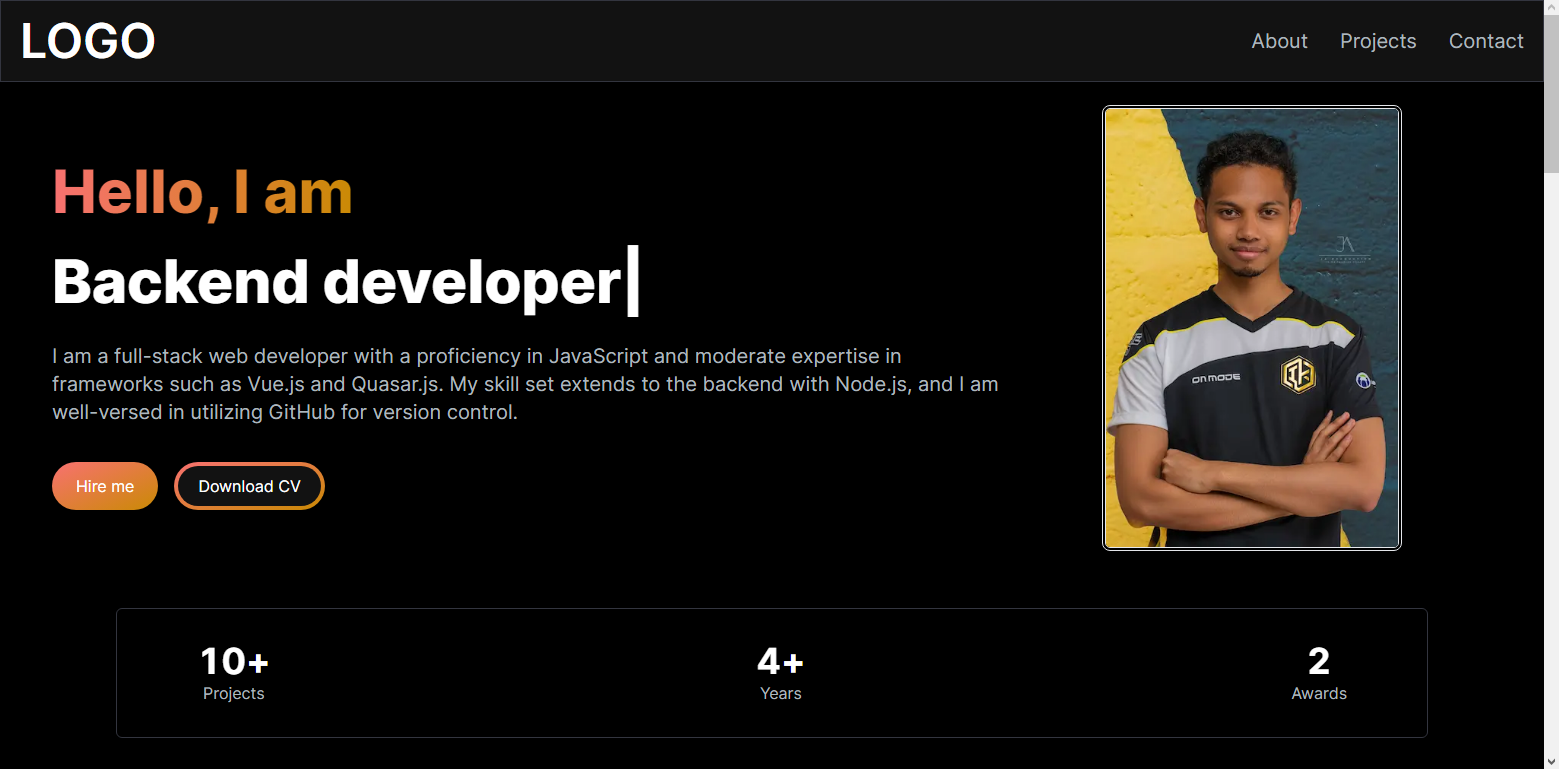 LOGO
About Projects Contact
Hello, I am
Backend developer
I am a full-stack web developer with a proficiency in JavaScript and moderate expertise in
frameworks such as Vue.js and Quasar.js. My skill set extends to the backend with Node.js, and I am
well-versed in utilizing GitHub for version control.
Hire me Download CV
ON.MODE
10+ 4+ 2
Projects Years Awards